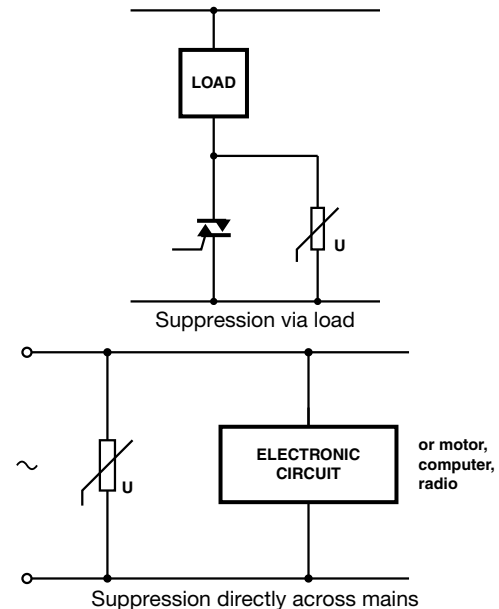 LOAD
U
Suppression via load
ELECTRONIC
CIRCUIT
or motor,
computer,
radio
U
Suppression directly across mains